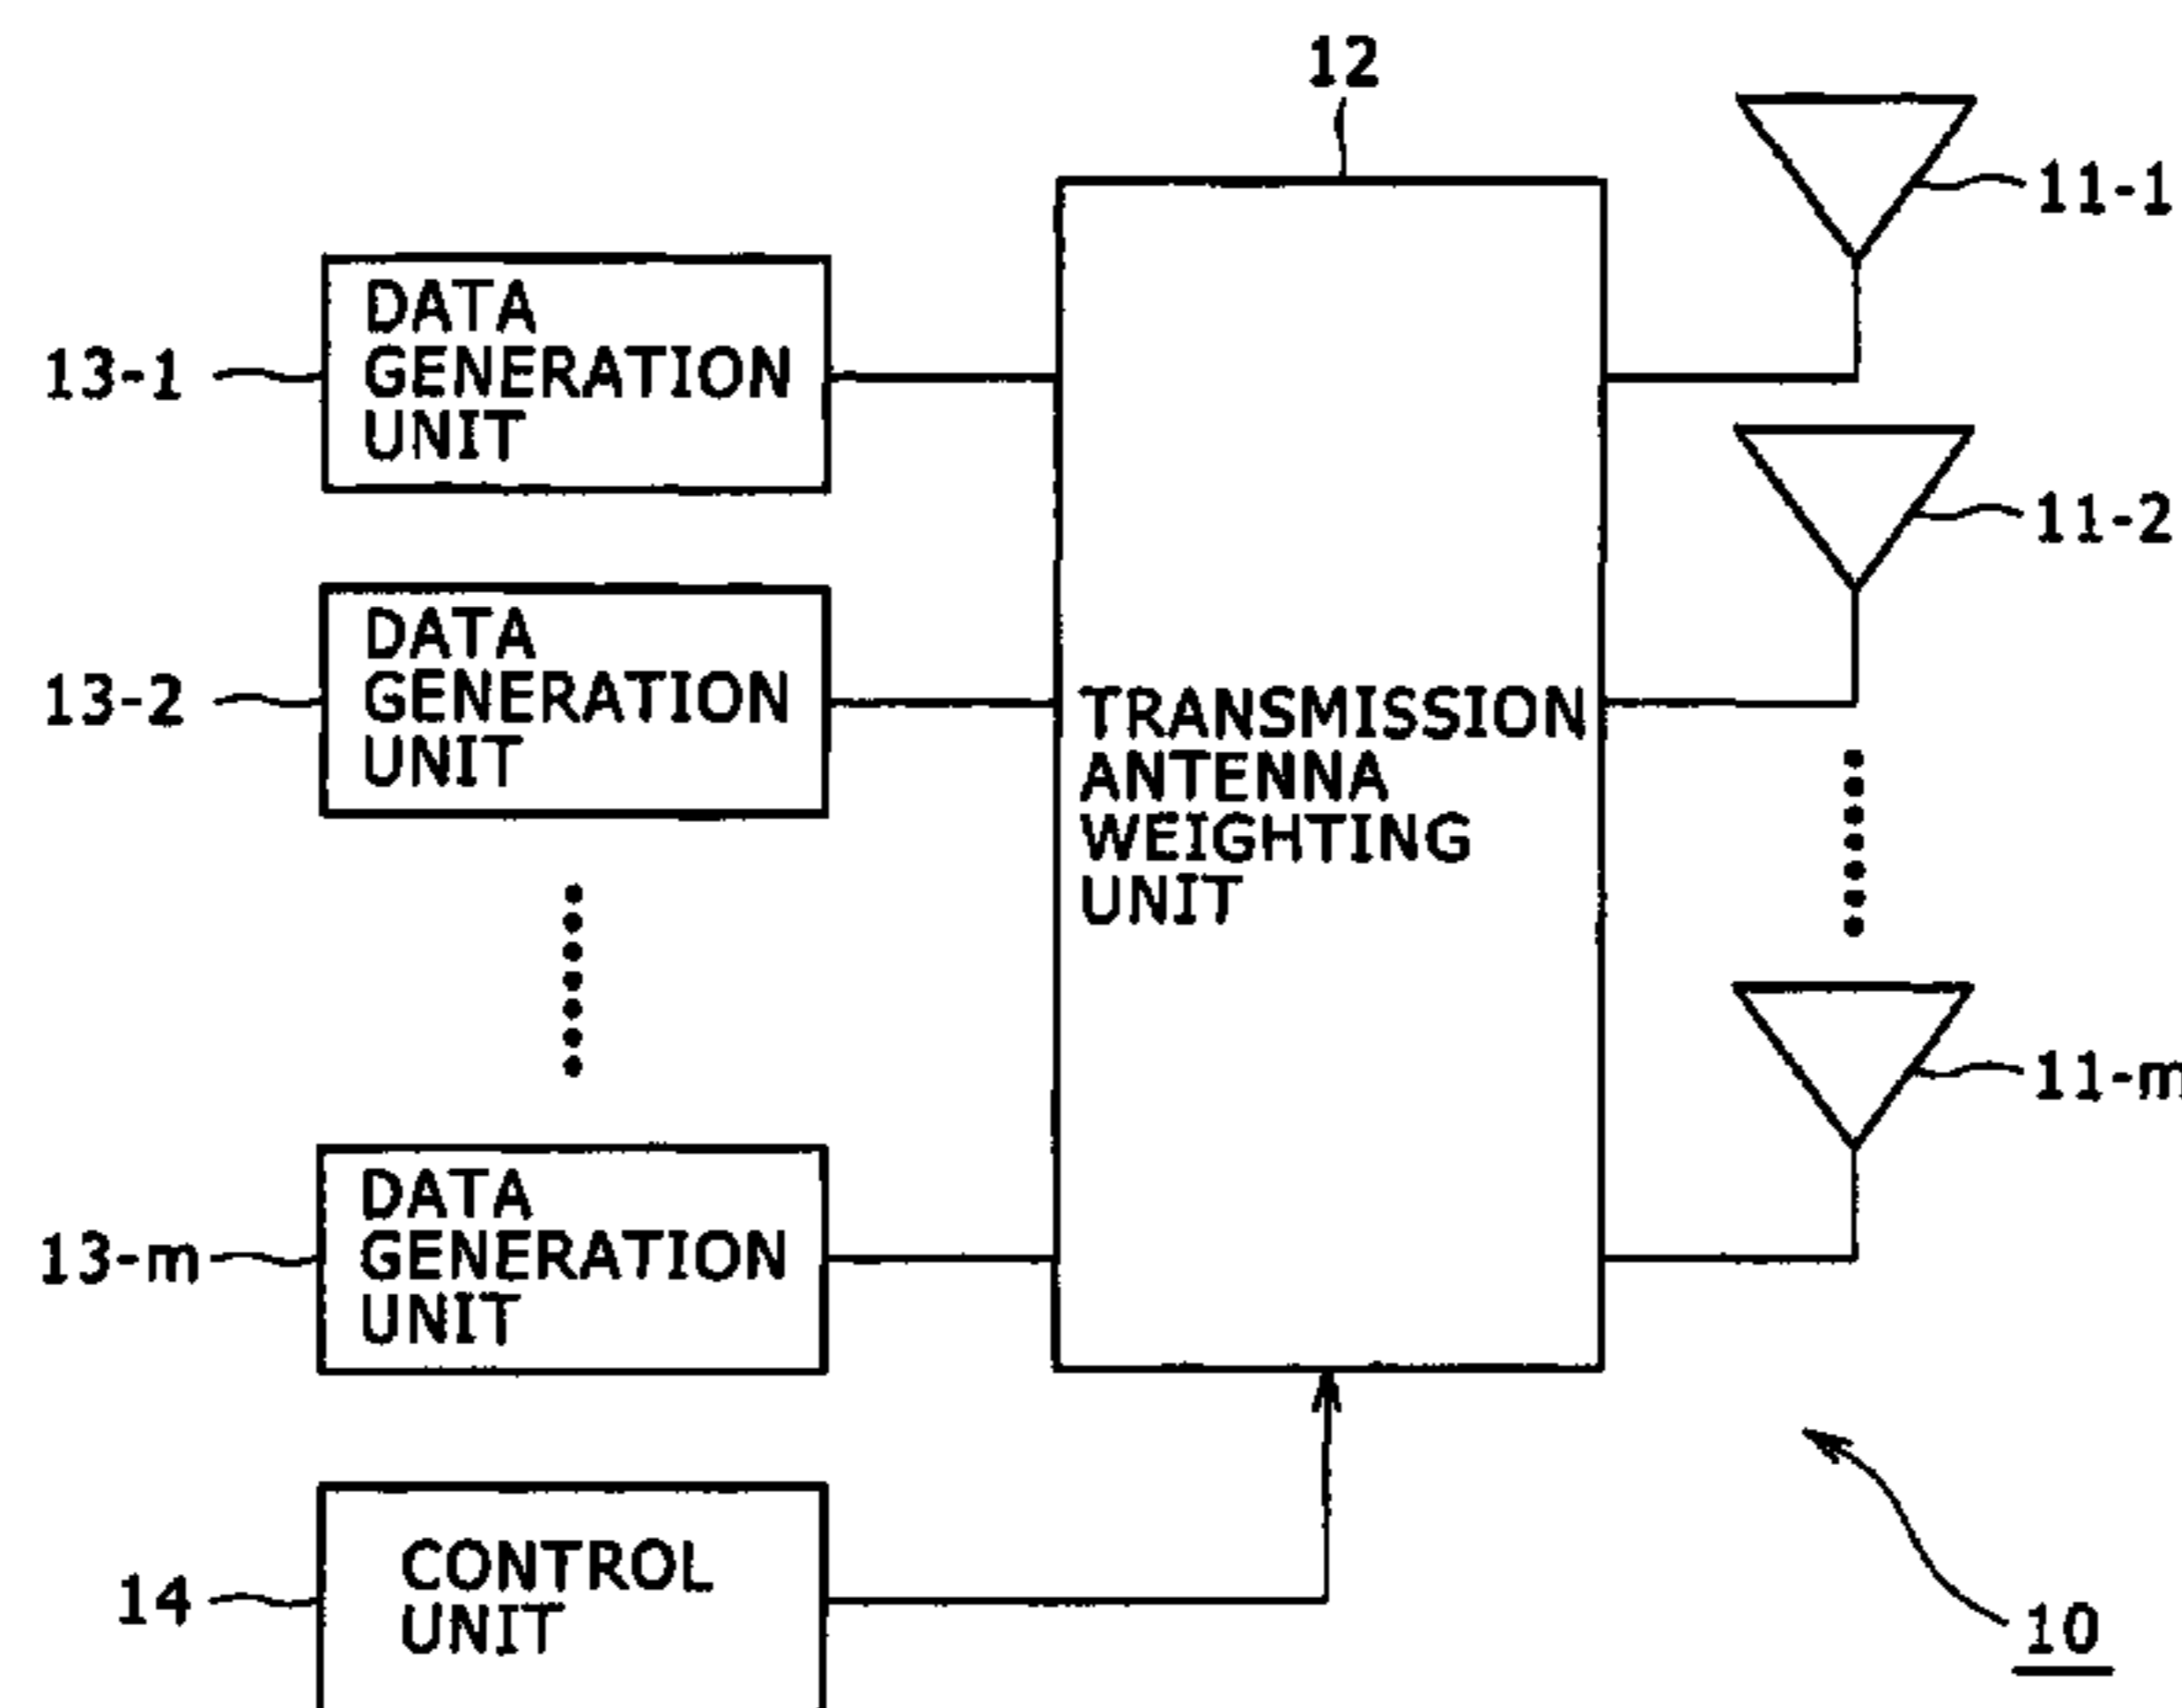 12
11-1
DATA
GENERATION
UNIT
13-1
11-2
DATA
GENERATION
UNIT
13-2
TRANSMISSION
ANTENNA
WEIGHTING
UNIT
11-m
DATA
GENERATION
UNIT
13-m
CONTROL
UNIT
14
10